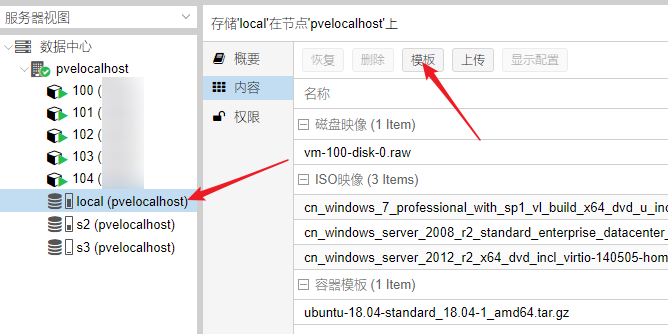 服务器视图
数据中心
pvelocalhost
100 (
101 (
102 (
103 (
104 (
local (pvelocalhost)
s2 (pvelocalhost)
s3 (pvelocalhost)
存储'local'在节点'pvelocalhost'上
概要
内容
权限
恢复 删除 模板 上传 显示配置
名称
磁盘映像 (1 Item)
vm-100-disk-0.raw
ISO映像 (3 Items)
cn_windows_7_professional_with_sp1_vl_build_x64_dvd_u_inc
cn_windows_server_2008_r2_standard_enterprise_datacenter_
cn_windows_server_2012_r2_x64_dvd_incl_virtio-140505-hom
容器模板 (1 Item)
ubuntu-18.04-standard_18.04-1_amd64.tar.gz